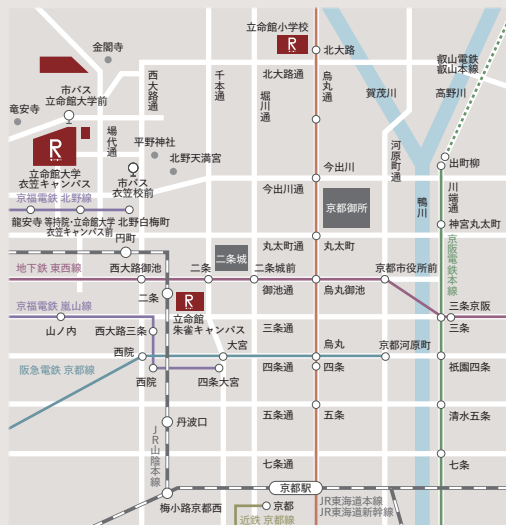 立命館小学校
R
北大路
金閣寺
叡山電鉄
叡山本線
北大路通
西大路通
千本通
堀川通
烏丸通
賀茂川
高野川
市バス
立命館大学前
竜安寺
場代通
平野神社
北野天満宮
R
立命館大学
衣笠キャンパス
市バス
衣笠校前
今出川
今出川通
河原町通
出町柳
川端通
鴨川
京都御所
神宮丸太町
京福電鉄 北野線
龍安寺
等持院・立命館大学
衣笠キャンパス前
北野白梅町
円町
丸太町通
丸太町
二条城
京阪電鉄本線
地下鉄 東西線
西大路御池
二条
二条城前
京都市役所前
御池通
烏丸御池
二条
R
立命館
朱雀キャンパス
京福電鉄 嵐山線
山ノ内
西大路三条
三条通
三条京阪
三条
西院
大宮
烏丸
京都河原町
阪急電鉄 京都線
西院
四条大宮
四条通
四条
祇園四条
五条通
五条
清水五条
丹波口
JR山陰本線
七条通
七条
京都駅
梅小路京都西
京都
近鉄 京都線
JR東海道本線
JR東海道新幹線